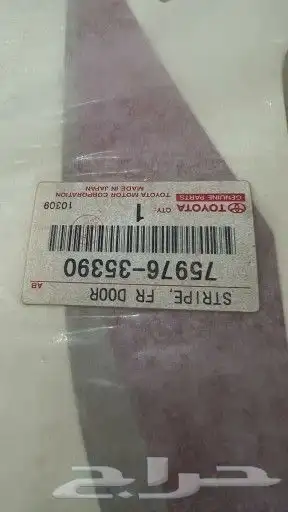 STRIPE, FR DOOR
AB
75976-35390
QTY. 1
TOYOTA
GENUINE PARTS
TOYOTA MOTOR CORPORATION
MADE IN JAPAN
10309
حراج